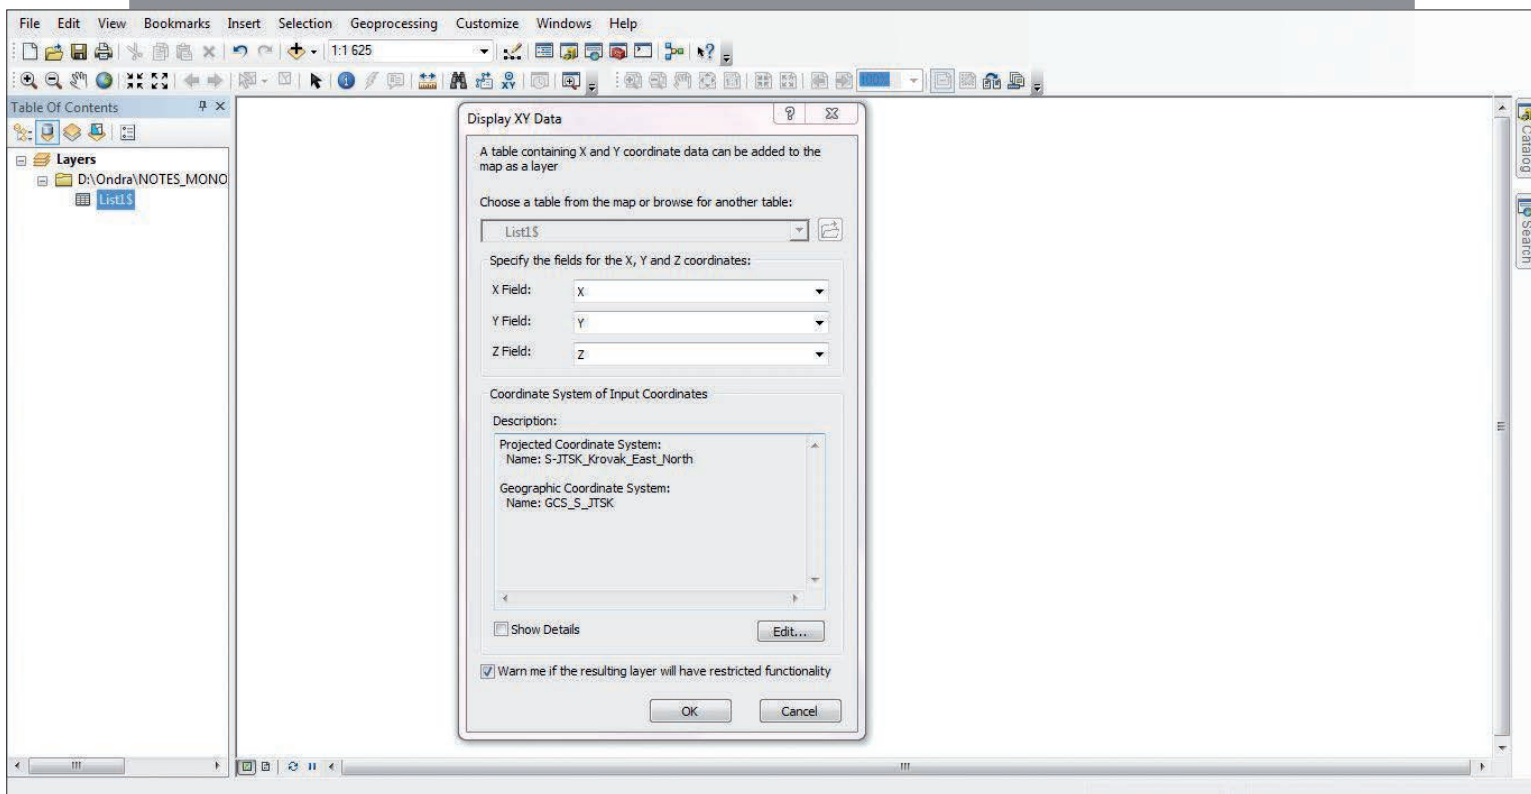 File Edit View Bookmarks Insert Selection Geoprocessing Customize Windows Help
1:1 625
Table Of Contents
Layers
D:\Ondra\NOTES_MONO
List1$
Display XY Data
A table containing X and Y coordinate data can be added to the
map as a layer
Choose a table from the map or browse for another table:
List1$
Specify the fields for the X, Y and Z coordinates:
X Field: X
Y Field: Y
Z Field: Z
Coordinate System of Input Coordinates
Description:
Projected Coordinate System:
Name: S-JTSK_Krovak_East_North
Geographic Coordinate System:
Name: GCS_S_JTSK
Show Details
Edit...
Warn me if the resulting layer will have restricted functionality
OK Cancel
Catalog
Search